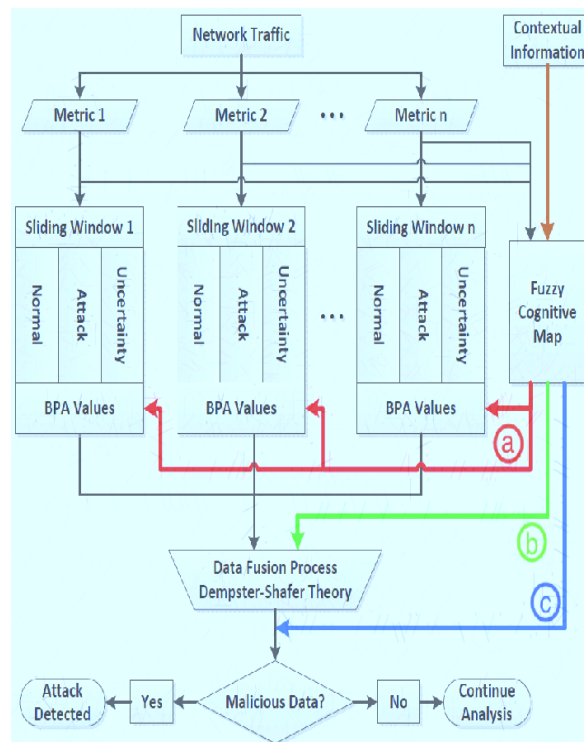 Network Traffic
Contextual
Information
Metric 1
Metric 2
...
Metric n
Sliding Window 1
Sliding Window 2
Sliding Window n
Normal
Attack
Uncertainty
Normal
Attack
Uncertainty
...
Normal
Attack
Uncertainty
Fuzzy
Cognitive
Map
BPA Values
BPA Values
BPA Values
a
b
Data Fusion Process
Dempster-Shafer Theory
c
Attack
Detected
Yes
Malicious Data?
No
Continue
Analysis